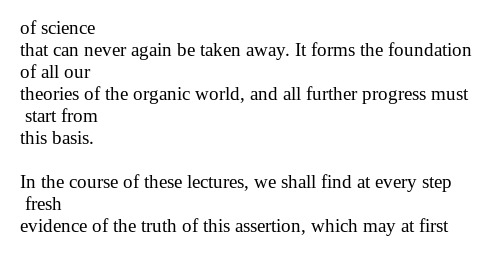 of science
that can never again be taken away. It forms the foundation
of all our
theories of the organic world, and all further progress must
start from
this basis.

In the course of these lectures, we shall find at every step
fresh
evidence of the truth of this assertion, which may at first